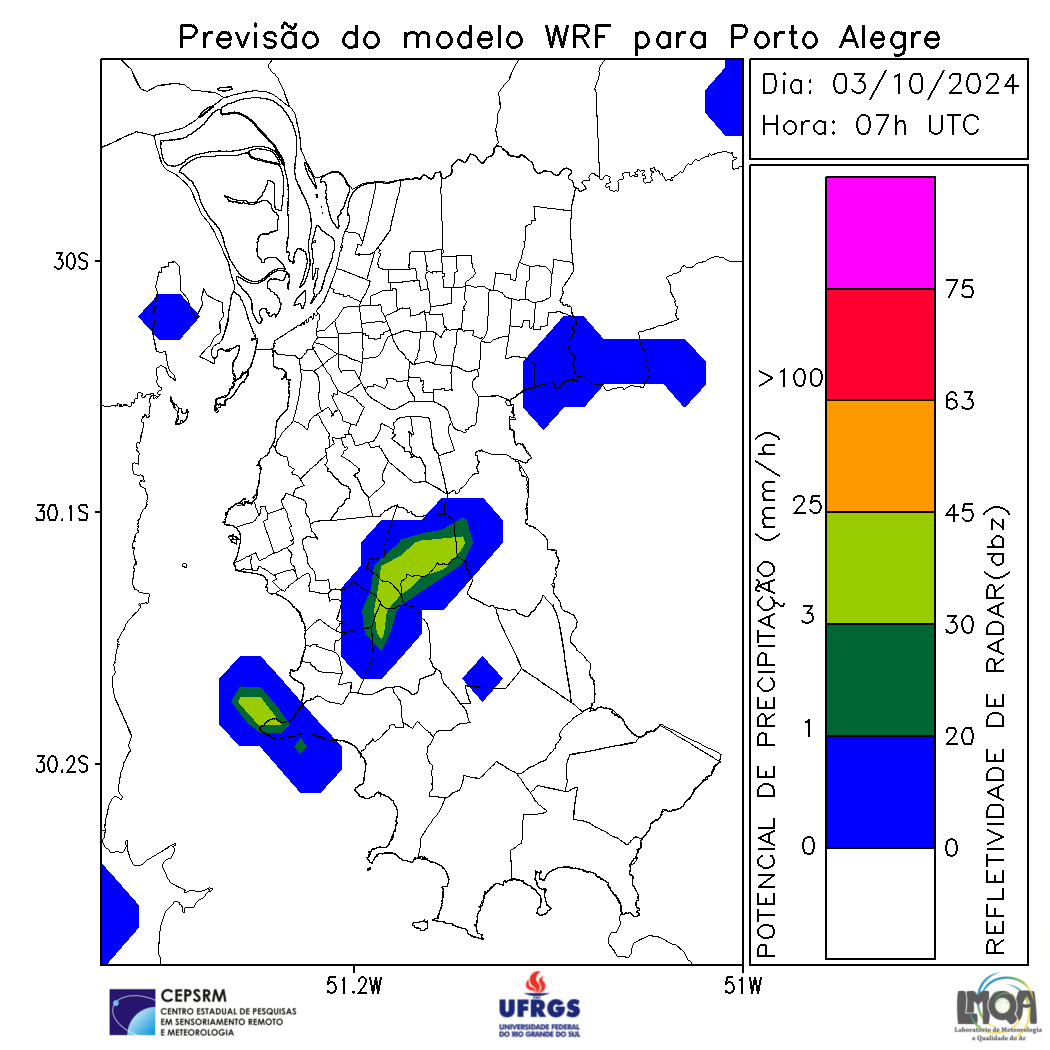 Previsão do modelo WRF para Porto Alegre
Dia: 03/10/2024
Hora: 07h UTC
30S
30.1S
30.2S
51.2W
51W
POTENCIAL DE PRECIPITAÇÃO (mm/h)
>100
25
3
1
0
75
63
45
30
20
0
REFLETIVIDADE DE RADAR(dbz)
CEPSRM
CENTRO ESTADUAL DE PESQUISAS
EM SENSORIAMENTO REMOTO
E METEOROLOGIA
UFRGS
UNIVERSIDADE FEDERAL
DO RIO GRANDE DO SUL
LMQA
Laboratório de Meteorologia
e Qualidade do Ar